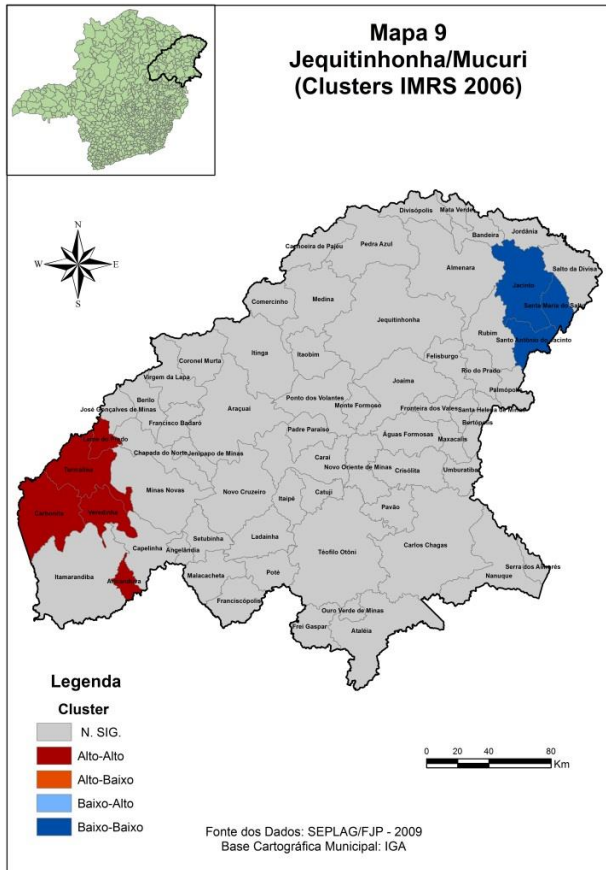 Mapa 9
Jequitinhonha/Mucuri
(Clusters IMRS 2006)
N
W E
S
Divisópolis
Mata Verde
Bandeira
Jordânia
Cachoeira de Pajéu
Pedra Azul
Almenara
Salto da Divisa
Jacinto
Santa Maria do Salto
Comercinho
Medina
Jequitinhonha
Rubim
Santo Antônio do Jacinto
Coronel Murta
Itinga
Itaobim
Felisburgo
Rio do Prado
Virgem da Lapa
Joaíma
Palmópolis
Berilo
Ponto dos Volantes
José Gonçalves de Minas
Araçuaí
Monte Formoso
Fronteira dos Vales
Santa Helena de Minas
Francisco Badaró
Bertópolis
Padre Paraíso
Águas Formosas
Maxacalis
Chapada do Norte
Jenipapo de Minas
Caraí
Novo Oriente de Minas
Crisólita
Umburatiba
Turmalina
Minas Novas
Novo Cruzeiro
Itaipé
Catuji
Pavão
Carbonita
Veredinha
Setubinha
Ladainha
Teófilo Otôni
Carlos Chagas
Capelinha
Angelândia
Itamarandiba
Aricanduva
Malacacheta
Poté
Serra dos Aimorés
Nanuque
Franciscópolis
Ouro Verde de Minas
Frei Gaspar
Ataléia
Legenda
Cluster
N. SIG.
Alto-Alto
Alto-Baixo
Baixo-Alto
Baixo-Baixo
0 20 40 80
Km
Fonte dos Dados: SEPLAG/FJP - 2009
Base Cartográfica Municipal: IGA